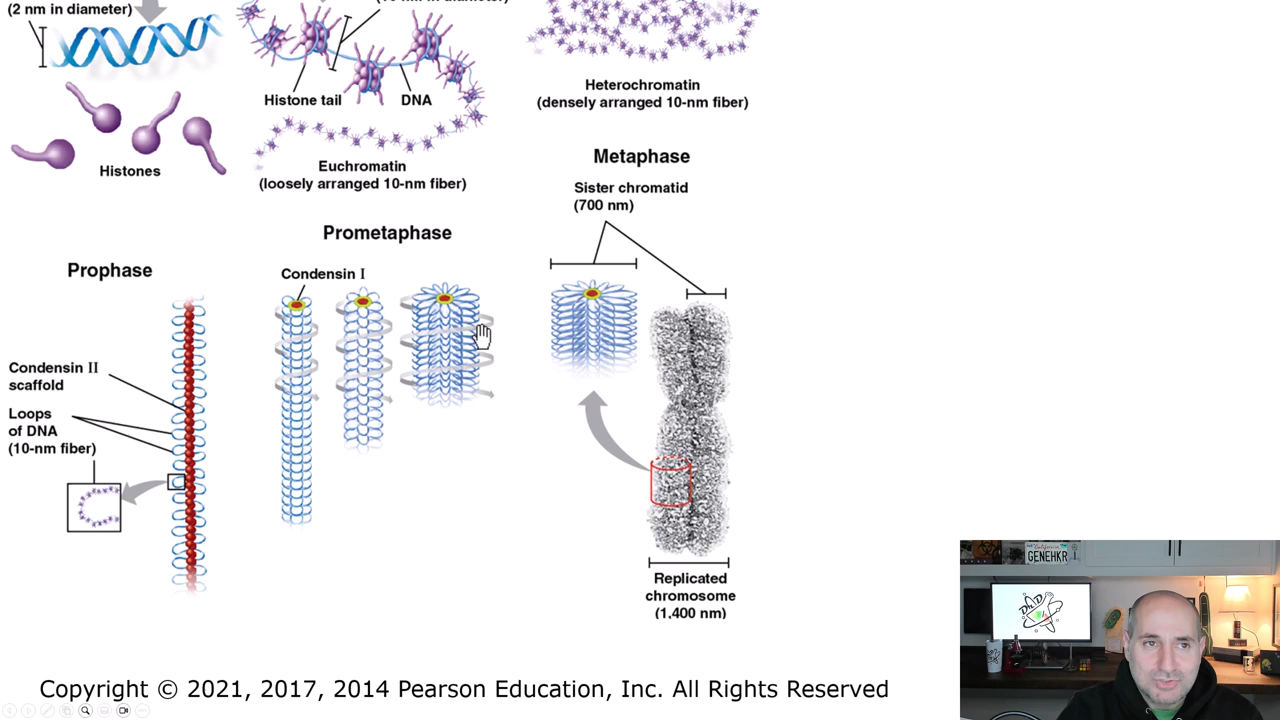 (2 nm in diameter)
Histone tail
DNA
Heterochromatin
(densely arranged 10-nm fiber)
Histones
Euchromatin
(loosely arranged 10-nm fiber)
Metaphase
Sister chromatid
(700 nm)
Prometaphase
Prophase
Condensin I
Condensin II
scaffold
Loops
of DNA
(10-nm fiber)
Replicated
chromosome
(1,400 nm)
GENEHKR
Copyright © 2021, 2017, 2014 Pearson Education, Inc. All Rights Reserved